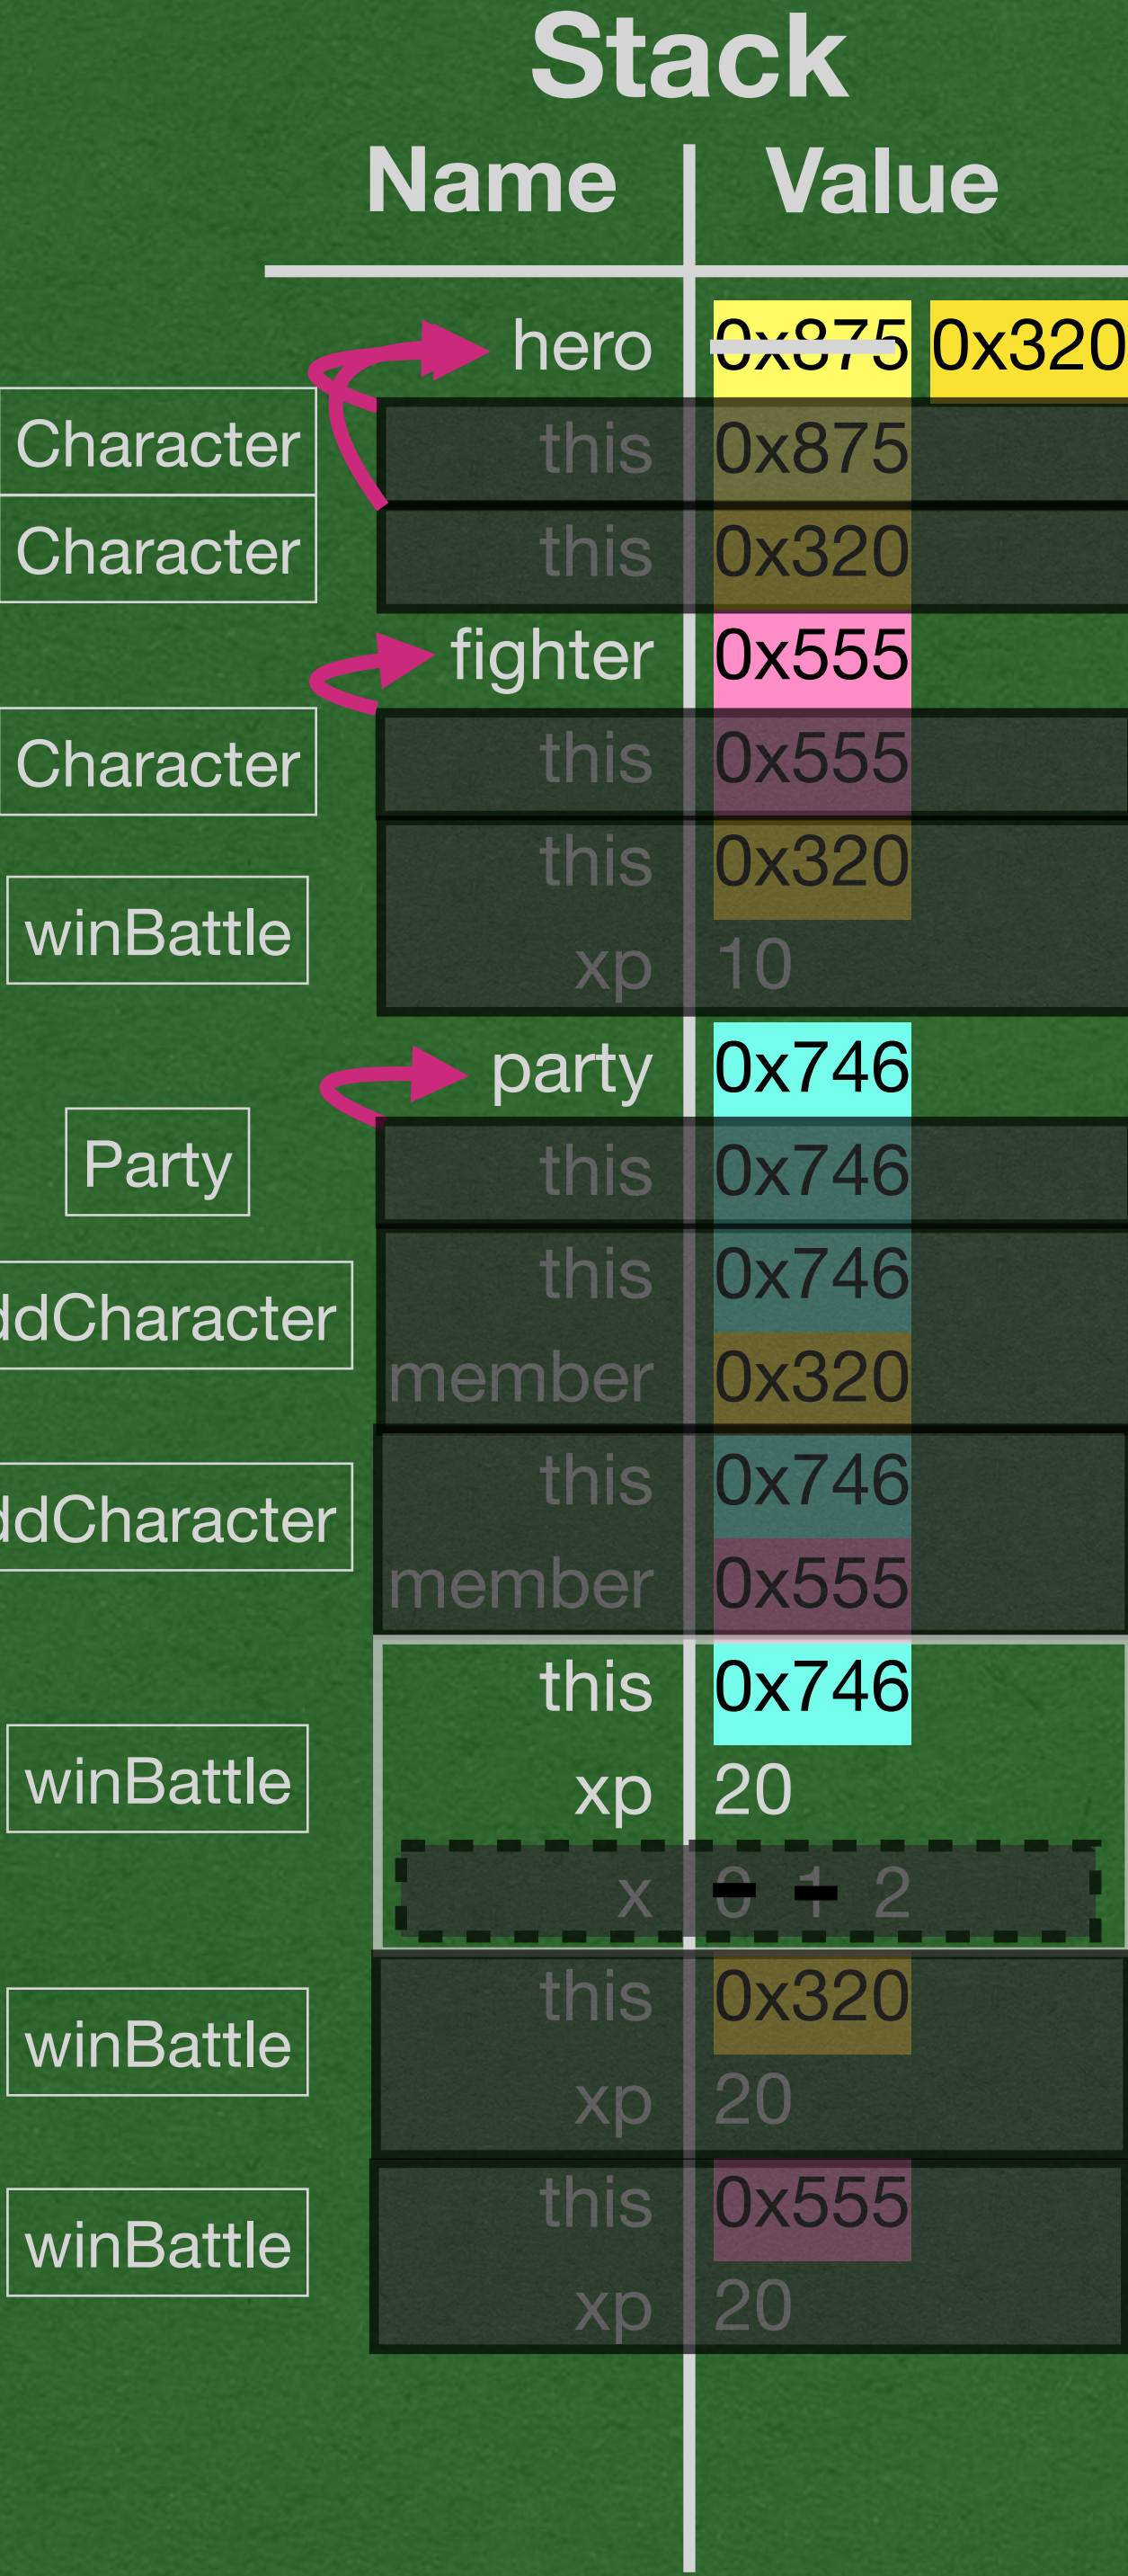 Stack
Name Value
hero 0x875 0x320
Character this 0x875
Character this 0x320
fighter 0x555
Character this 0x555
this 0x320
winBattle
xp 10
party 0x746
Party this 0x746
this 0x746
ddCharacter
member 0x320
this 0x746
ddCharacter
member 0x555
this 0x746
winBattle
xp 20
x 0 1 2
this 0x320
winBattle
xp 20
this 0x555
winBattle
xp 20